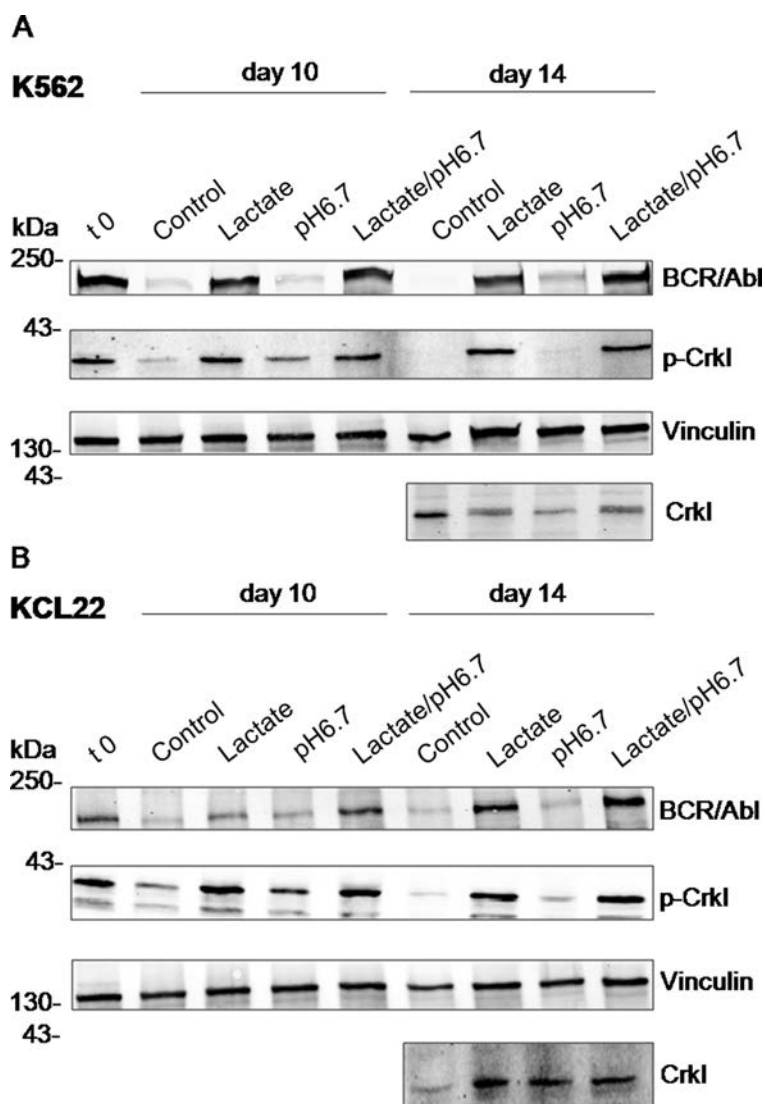 A
K562
day 10 day 14
kDa t 0 Control Lactate pH6.7 Lactate/pH6.7 Control Lactate pH6.7 Lactate/pH6.7
250- BCR/Abl
43- p-Crkl
130- Vinculin
43- Crkl
B
KCL22
day 10 day 14
kDa t 0 Control Lactate pH6.7 Lactate/pH6.7 Control Lactate pH6.7 Lactate/pH6.7
250- BCR/Abl
43- p-Crkl
130- Vinculin
43- Crkl